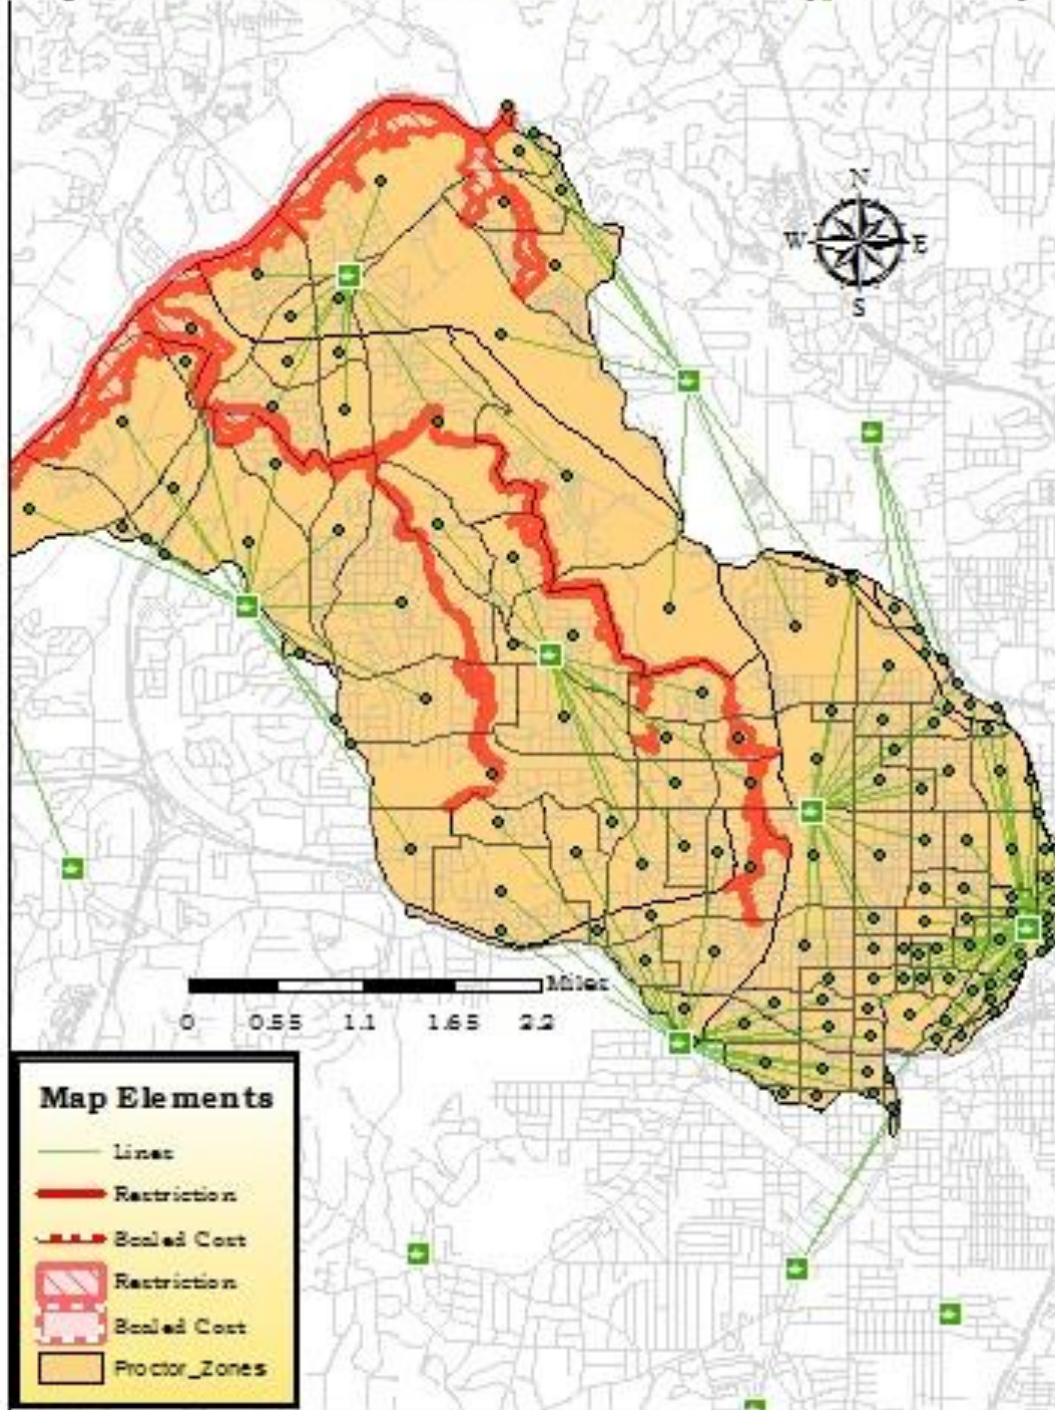 N
W E
S
Miles
0 0.55 1.1 1.65 2.2
Map Elements
Lines
Restriction
Scaled Cost
Restriction
Scaled Cost
Proctor_Zones